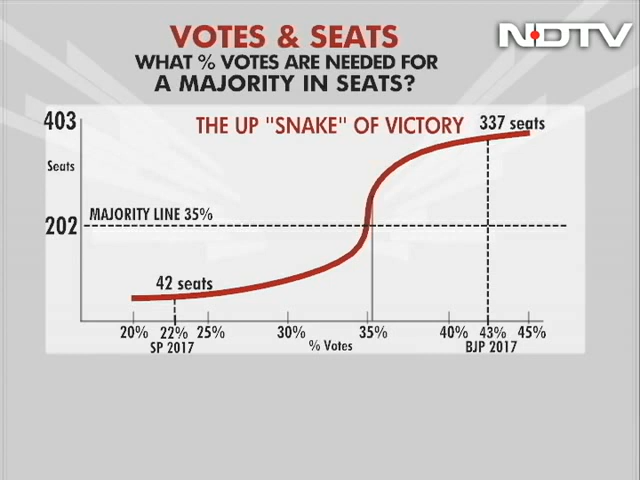 VOTES & SEATS
NDTV
WHAT % VOTES ARE NEEDED FOR
A MAJORITY IN SEATS?
403
THE UP "SNAKE" OF VICTORY
337 seats
Seats
MAJORITY LINE 35%
202
42 seats
20% 22% 25% 30% 35% 40% 43% 45%
SP 2017 % Votes BJP 2017